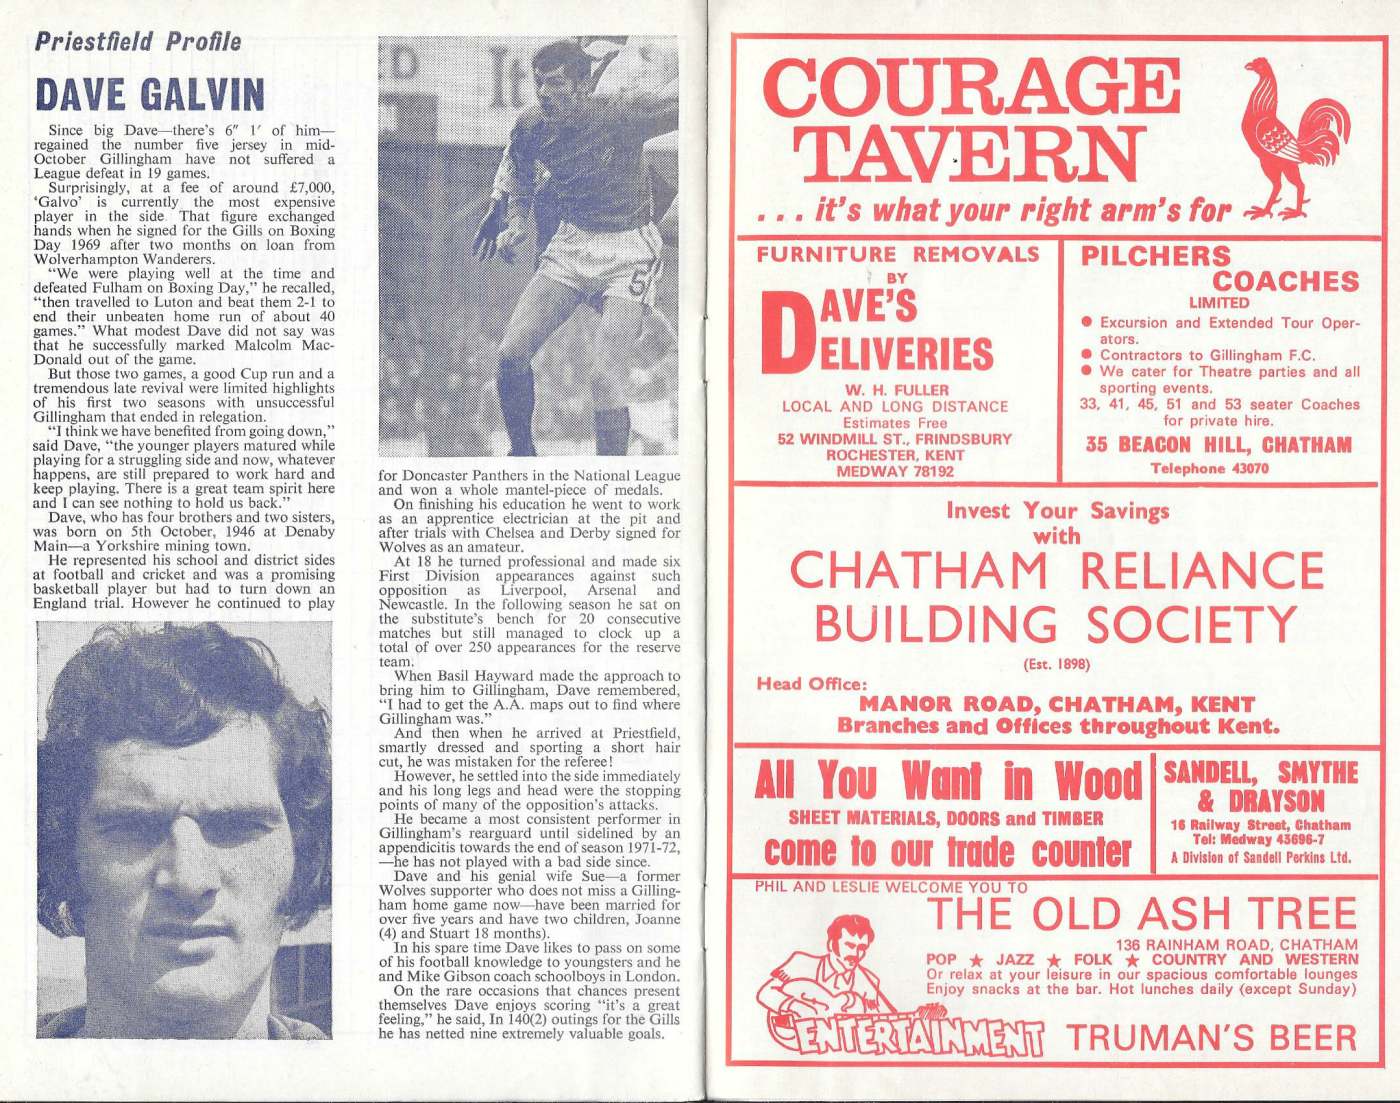 Priestfield Profile
DAVE GALVIN
Since big Dave—there's 6″ 1′ of him—
regained the number five jersey in mid-
October Gillingham have not suffered a
League defeat in 19 games.
Surprisingly, at a fee of around £7,000,
‘Galvo’ is currently the most expensive
player in the side. That figure exchanged
hands when he signed for the Gills on Boxing
Day 1969 after two months on loan from
Wolverhampton Wanderers.
“We were playing well at the time and
defeated Fulham on Boxing Day,” he recalled,
“then travelled to Luton and beat them 2-1 to
end their unbeaten home run of about 40
games.” What modest Dave did not say was
that he successfully marked Malcolm Mac-
Donald out of the game.
But those two games, a good Cup run and a
tremendous late revival were limited highlights
of his first two seasons with unsuccessful
Gillingham that ended in relegation.
“I think we have benefited from going down,”
said Dave, “the younger players matured while
playing for a struggling side and now, whatever
happens, are still prepared to work hard and
keep playing. There is a great team spirit here
and I can see nothing to hold us back.”
Dave, who has four brothers and two sisters,
was born on 5th October, 1946 at Denaby
Main—a Yorkshire mining town.
He represented his school and district sides
at football and cricket and was a promising
basketball player but had to turn down an
England trial. However he continued to play
D
It
5
for Doncaster Panthers in the National League
and won a whole mantel-piece of medals.
On finishing his education he went to work
as an apprentice electrician at the pit and
after trials with Chelsea and Derby signed for
Wolves as an amateur.
At 18 he turned professional and made six
First Division appearances against such
opposition as Liverpool, Arsenal and
Newcastle. In the following season he sat on
the substitute's bench for 20 consecutive
matches but still managed to clock up a
total of over 250 appearances for the reserve
team.
When Basil Hayward made the approach to
bring him to Gillingham, Dave remembered,
“I had to get the A.A. maps out to find where
Gillingham was.”
And then when he arrived at Priestfield,
smartly dressed and sporting a short hair
cut, he was mistaken for the referee!
However, he settled into the side immediately
and his long legs and head were the stopping
points of many of the opposition's attacks.
He became a most consistent performer in
Gillingham's rearguard until sidelined by an
appendicitis towards the end of season 1971-72,
—he has not played with a bad side since.
Dave and his genial wife Sue—a former
Wolves supporter who does not miss a Gilling-
ham home game now—have been married for
over five years and have two children, Joanne
(4) and Stuart 18 months).
In his spare time Dave likes to pass on some
of his football knowledge to youngsters and he
and Mike Gibson coach schoolboys in London.
On the rare occasions that chances present
themselves Dave enjoys scoring “it's a great
feeling,” he said, In 140(2) outings for the Gills
he has netted nine extremely valuable goals.
COURAGE
TAVERN
. . . it's what your right arm's for
FURNITURE REMOVALS
BY
DAVE'S
DELIVERIES
W. H. FULLER
LOCAL AND LONG DISTANCE
Estimates Free
52 WINDMILL ST., FRINDSBURY
ROCHESTER, KENT
MEDWAY 78192
PILCHERS
COACHES
LIMITED
● Excursion and Extended Tour Oper-
ators.
● Contractors to Gillingham F.C.
● We cater for Theatre parties and all
sporting events.
33, 41, 45, 51 and 53 seater Coaches
for private hire.
35 BEACON HILL, CHATHAM
Telephone 43070
Invest Your Savings
with
CHATHAM RELIANCE
BUILDING SOCIETY
(Est. 1898)
Head Office:
MANOR ROAD, CHATHAM, KENT
Branches and Offices throughout Kent.
All You Want in Wood
SHEET MATERIALS, DOORS and TIMBER
come to our trade counter
SANDELL, SMYTHE
& DRAYSON
16 Railway Street, Chatham
Tel: Medway 43696-7
A Division of Sandell Perkins Ltd.
PHIL AND LESLIE WELCOME YOU TO
THE OLD ASH TREE
136 RAINHAM ROAD, CHATHAM
POP ★ JAZZ ★ FOLK ★ COUNTRY AND WESTERN
Or relax at your leisure in our spacious comfortable lounges
Enjoy snacks at the bar. Hot lunches daily (except Sunday)
ENTERTAINMENT
TRUMAN'S BEER